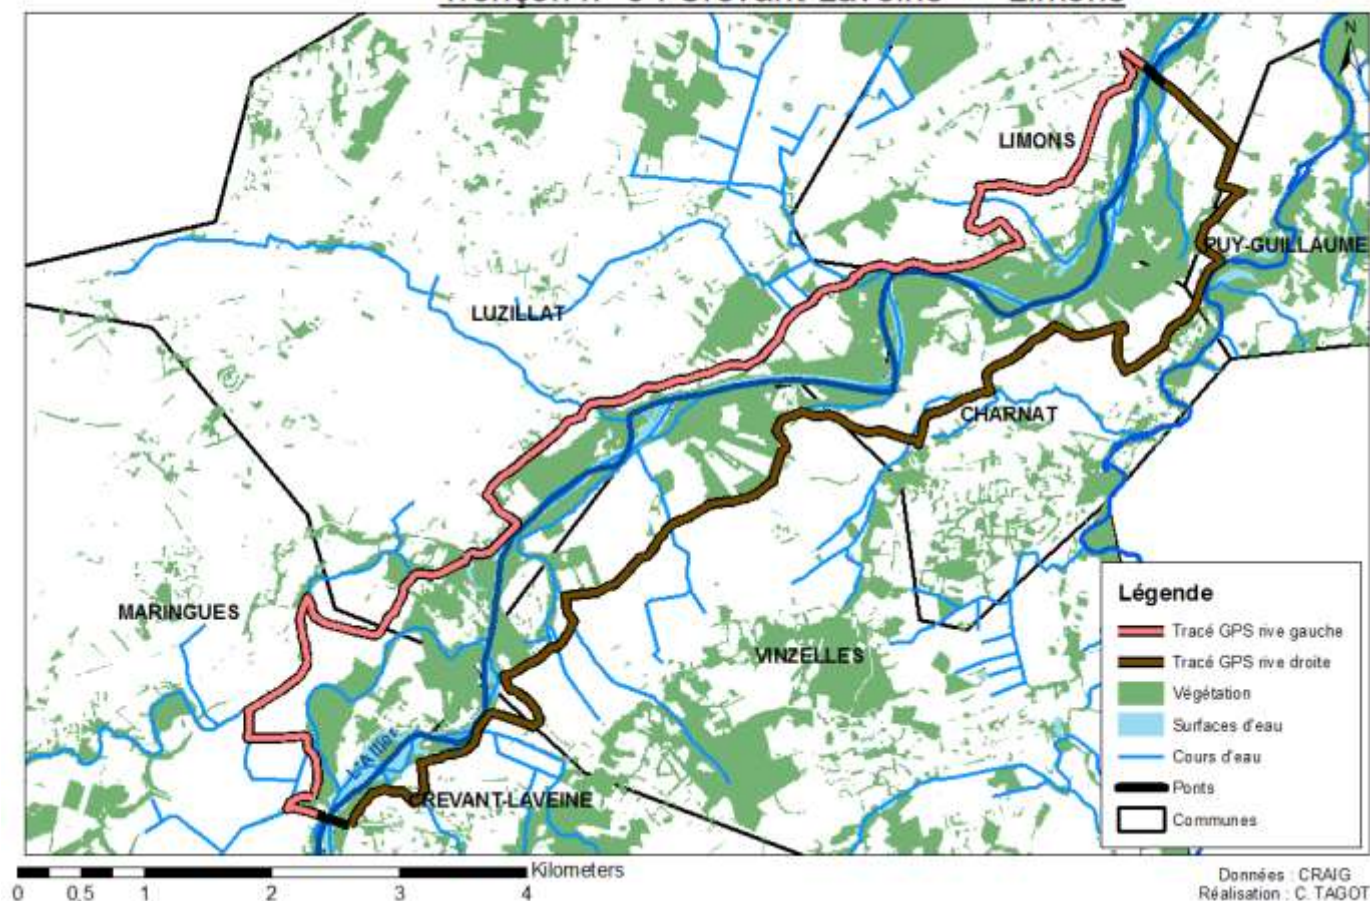 N
LIMONS
PUY-GUILLAUME
LUZILLAT
CHARNAT
MARINGUES
VINZELLES
L'Allier
CREVANT-LAVEINE
Légende
Tracé GPS rive gauche
Tracé GPS rive droite
Végétation
Surfaces d'eau
Cours d'eau
Ponts
Communes
Kilometers
0 0.5 1 2 3 4
Données : CRAIG
Réalisation : C. TAGOT